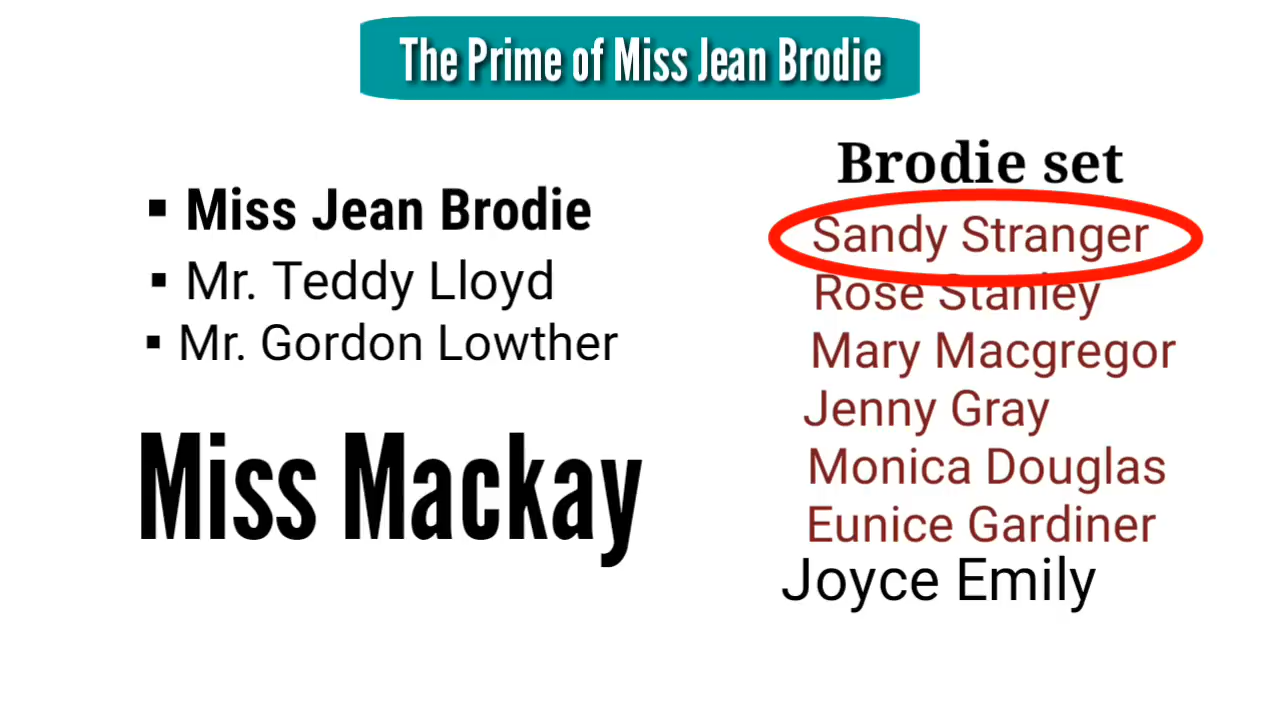 The Prime of Miss Jean Brodie
▪ Miss Jean Brodie
▪ Mr. Teddy Lloyd
▪ Mr. Gordon Lowther
Miss Mackay
Brodie set
Sandy Stranger
Rose Stanley
Mary Macgregor
Jenny Gray
Monica Douglas
Eunice Gardiner
Joyce Emily